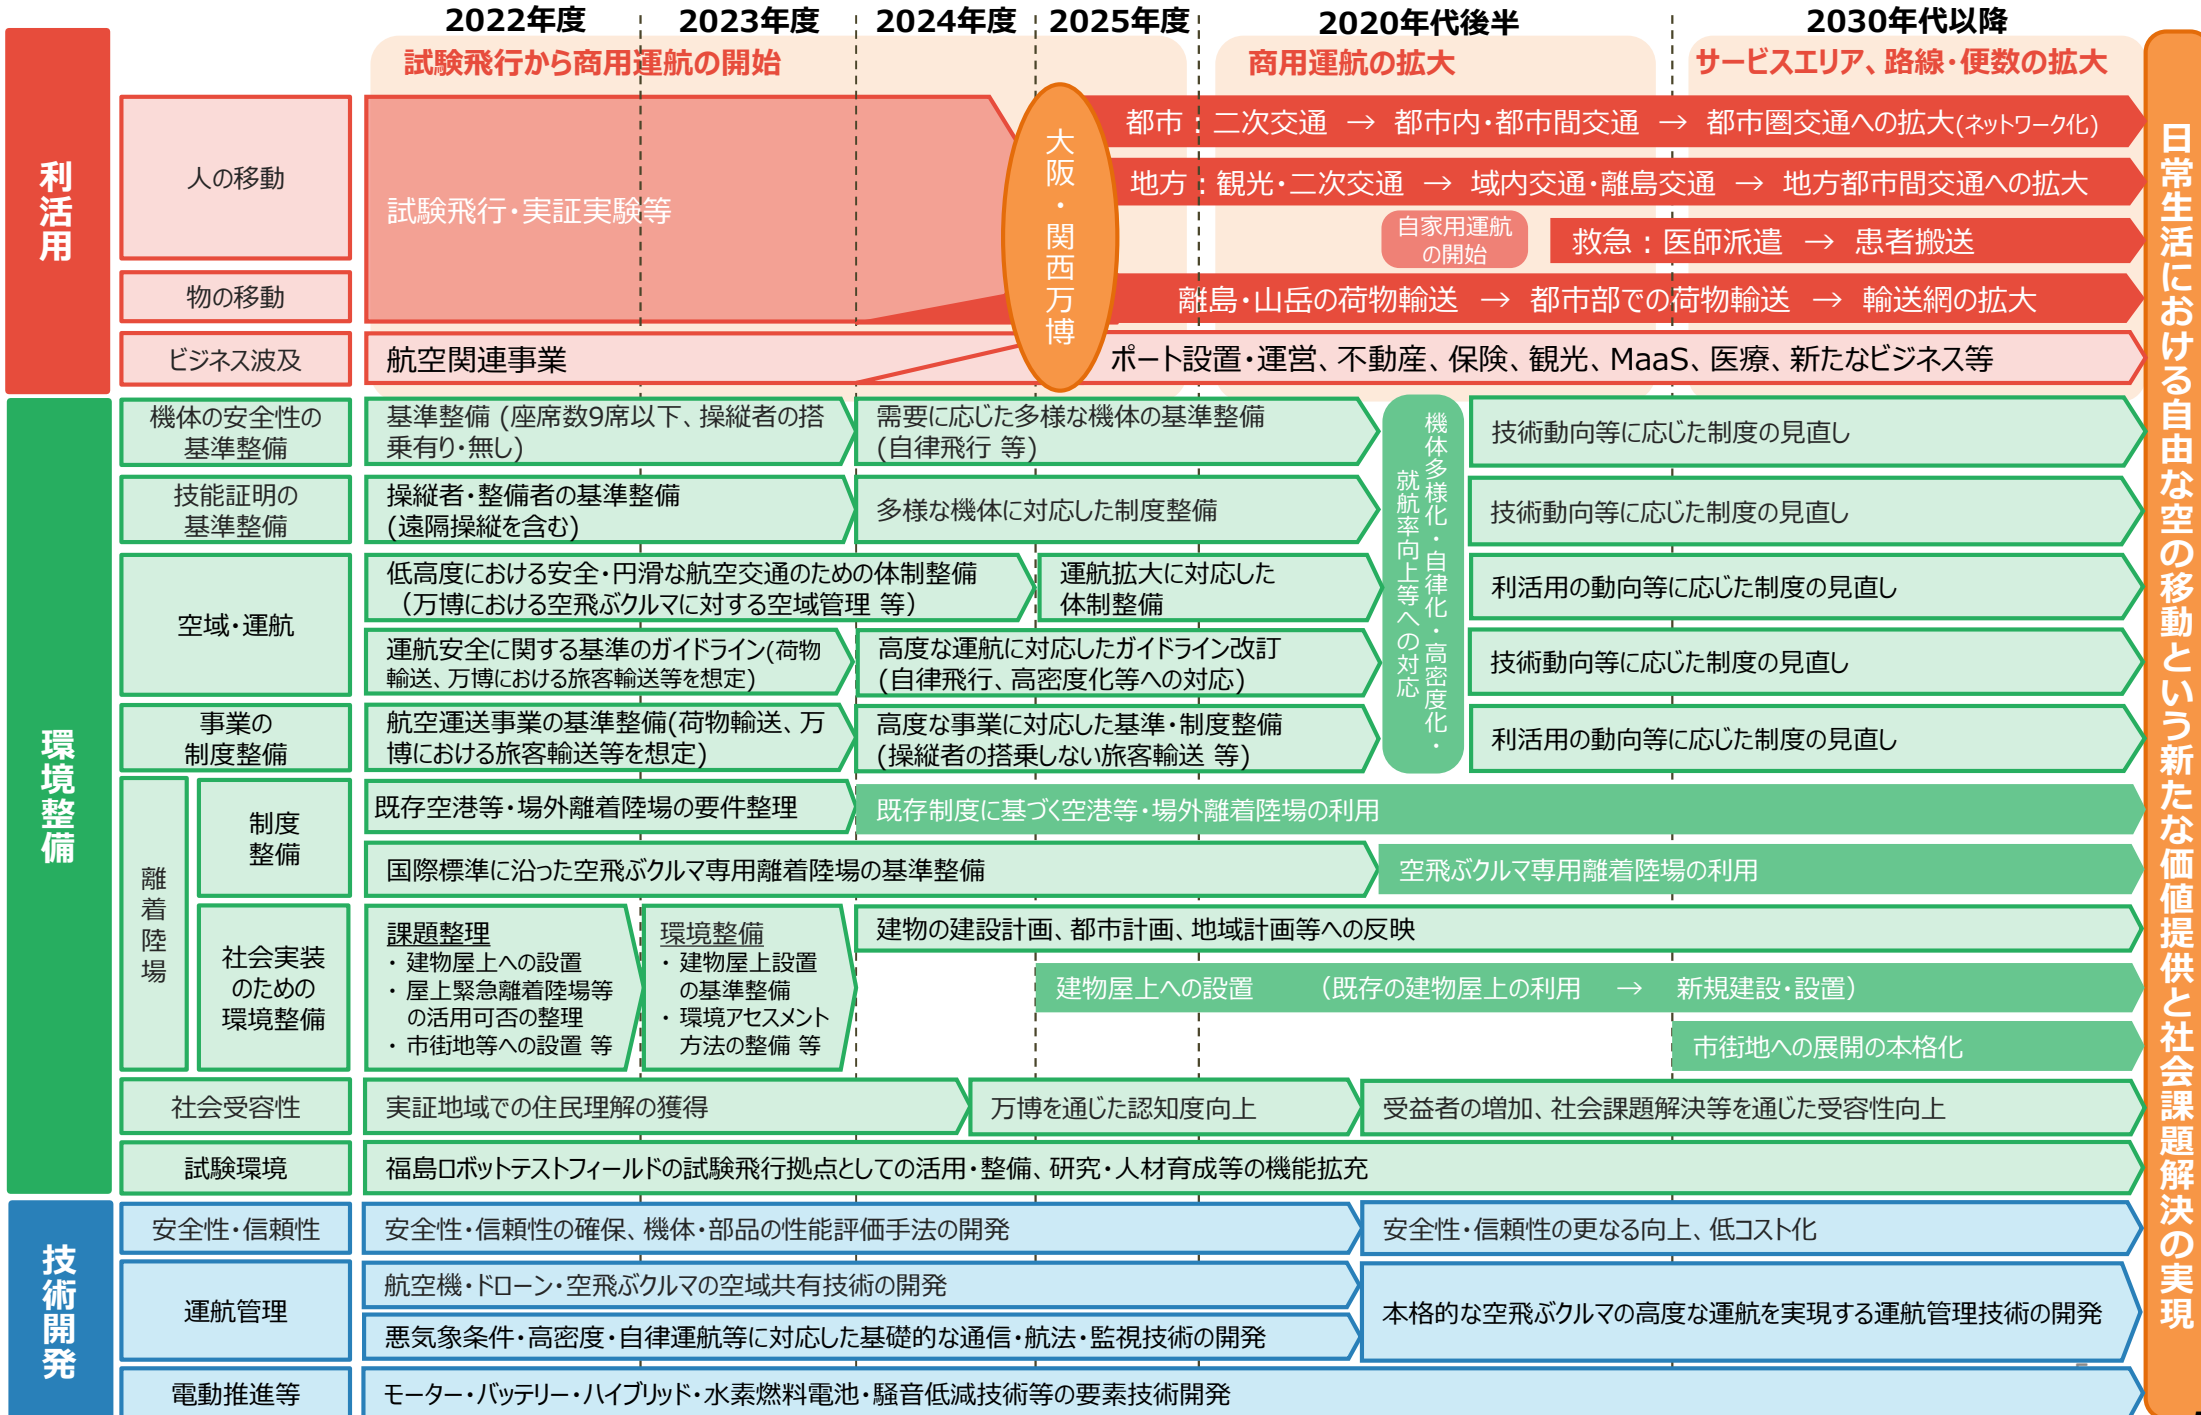 2022年度
2023年度
2024年度
2025年度
2020年代後半
2030年代以降
試験飛行から商用運航の開始
商用運航の拡大
サービスエリア、路線・便数の拡大
利活用
人の移動
試験飛行・実証実験等
大阪・関西万博
都市：二次交通 → 都市内・都市間交通 → 都市圏交通への拡大(ネットワーク化)
地方：観光・二次交通 → 域内交通・離島交通 → 地方都市間交通への拡大
自家用運航
の開始
救急：医師派遣 → 患者搬送
物の移動
離島・山岳の荷物輸送 → 都市部での荷物輸送 → 輸送網の拡大
ビジネス波及
航空関連事業
ポート設置・運営、不動産、保険、観光、MaaS、医療、新たなビジネス等
環境整備
機体の安全性の
基準整備
基準整備 (座席数9席以下、操縦者の搭
乗有り・無し)
需要に応じた多様な機体の基準整備
(自律飛行 等)
機体多様化・自律化・高密度化・
就航率向上等への対応
技術動向等に応じた制度の見直し
技能証明の
基準整備
操縦者・整備者の基準整備
(遠隔操縦を含む)
多様な機体に対応した制度整備
技術動向等に応じた制度の見直し
空域・運航
低高度における安全・円滑な航空交通のための体制整備
（万博における空飛ぶクルマに対する空域管理 等）
運航拡大に対応した
体制整備
利活用の動向等に応じた制度の見直し
運航安全に関する基準のガイドライン(荷物
輸送、万博における旅客輸送等を想定)
高度な運航に対応したガイドライン改訂
(自律飛行、高密度化等への対応)
技術動向等に応じた制度の見直し
事業の
制度整備
航空運送事業の基準整備(荷物輸送、万
博における旅客輸送等を想定)
高度な事業に対応した基準・制度整備
(操縦者の搭乗しない旅客輸送 等)
利活用の動向等に応じた制度の見直し
離着陸場
制度
整備
既存空港等・場外離着陸場の要件整理
既存制度に基づく空港等・場外離着陸場の利用
国際標準に沿った空飛ぶクルマ専用離着陸場の基準整備
空飛ぶクルマ専用離着陸場の利用
社会実装
のための
環境整備
課題整理
・ 建物屋上への設置
・ 屋上緊急離着陸場等
の活用可否の整理
・ 市街地等への設置 等
環境整備
・ 建物屋上設置
の基準整備
・ 環境アセスメント
方法の整備 等
建物の建設計画、都市計画、地域計画等への反映
建物屋上への設置 （既存の建物屋上の利用 → 新規建設・設置）
市街地への展開の本格化
社会受容性
実証地域での住民理解の獲得
万博を通じた認知度向上
受益者の増加、社会課題解決等を通じた受容性向上
試験環境
福島ロボットテストフィールドの試験飛行拠点としての活用・整備、研究・人材育成等の機能拡充
技術開発
安全性・信頼性
安全性・信頼性の確保、機体・部品の性能評価手法の開発
安全性・信頼性の更なる向上、低コスト化
運航管理
航空機・ドローン・空飛ぶクルマの空域共有技術の開発
悪気象条件・高密度・自律運航等に対応した基礎的な通信・航法・監視技術の開発
本格的な空飛ぶクルマの高度な運航を実現する運航管理技術の開発
電動推進等
モーター・バッテリー・ハイブリッド・水素燃料電池・騒音低減技術等の要素技術開発
日常生活における自由な空の移動という新たな価値提供と社会課題解決の実現